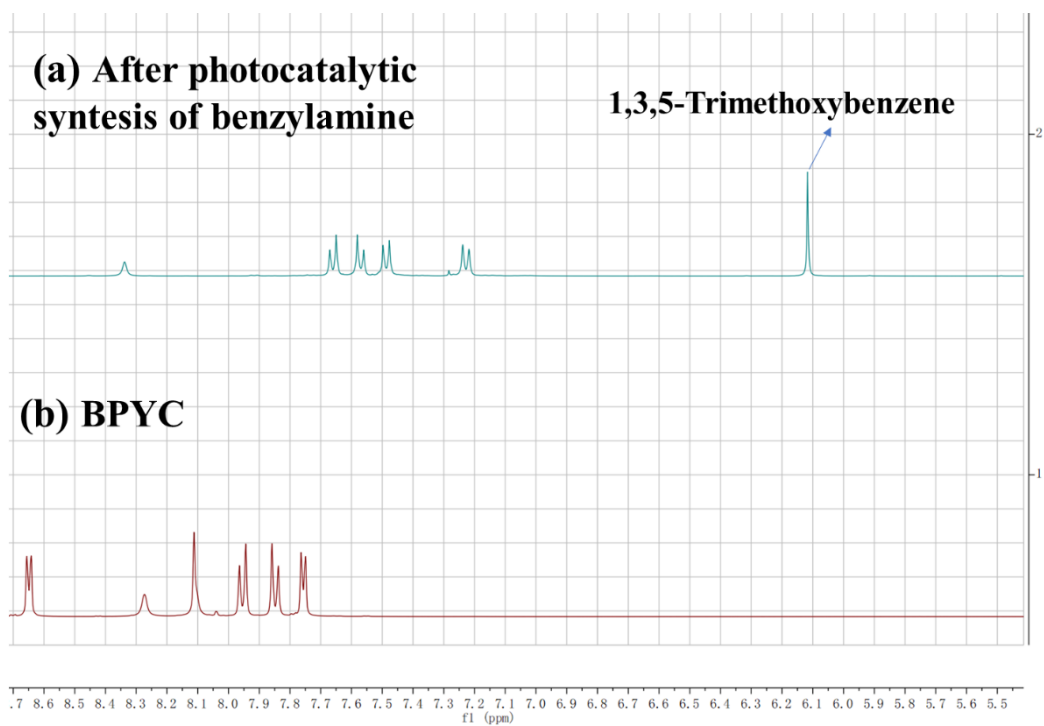 (a) After photocatalytic
syntesis of benzylamine
1,3,5-Trimethoxybenzene
2
(b) BPYC
1
.7 8.6 8.5 8.4 8.3 8.2 8.1 8.0 7.9 7.8 7.7 7.6 7.5 7.4 7.3 7.2 7.1 7.0 6.9 6.8 6.7 6.6 6.5 6.4 6.3 6.2 6.1 6.0 5.9 5.8 5.7 5.6 5.5
f1 (ppm)